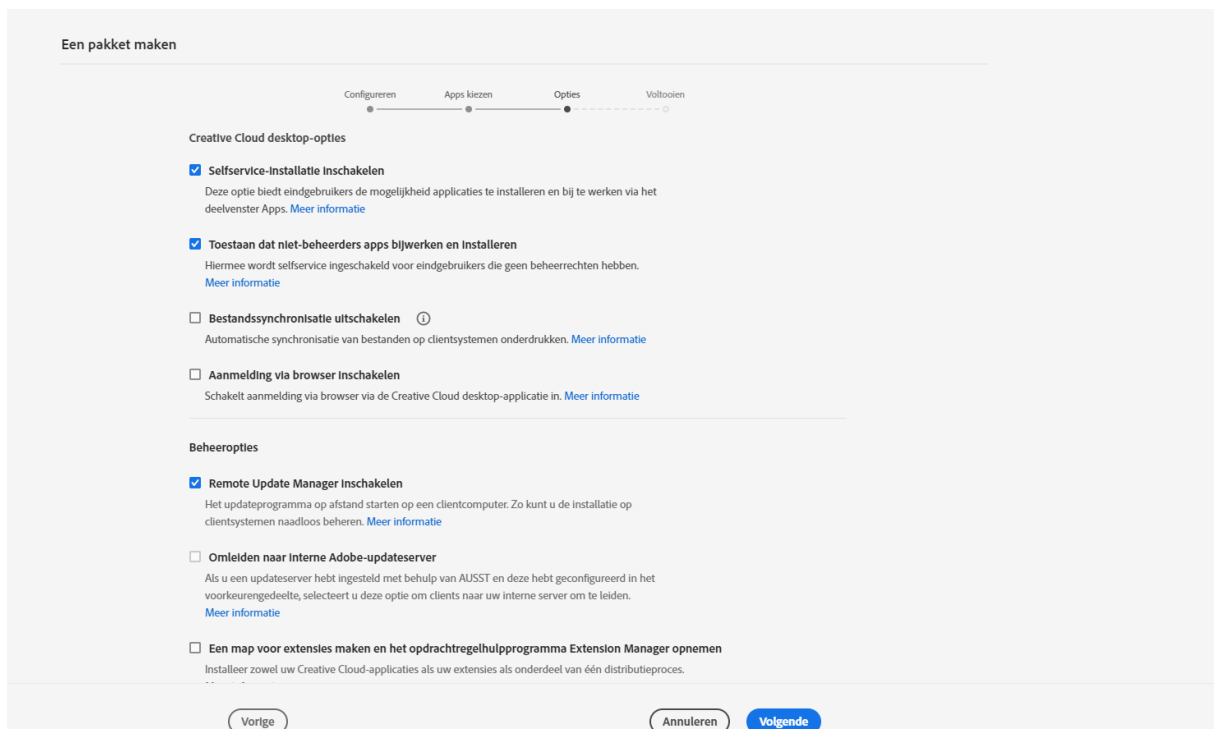 Een pakket maken
Configureren Apps kiezen Opties Voltooien
Creative Cloud desktop-opties
Selfservice-installatie inschakelen
Deze optie biedt eindgebruikers de mogelijkheid applicaties te installeren en bij te werken via het
deelvenster Apps. Meer informatie
Toestaan dat niet-beheerders apps bijwerken en installeren
Hiermee wordt selfservice ingeschakeld voor eindgebruikers die geen beheerrechten hebben.
Meer informatie
Bestandssynchronisatie uitschakelen
Automatische synchronisatie van bestanden op clientsystemen onderdrukken. Meer informatie
Aanmelding via browser inschakelen
Schakelt aanmelding via browser via de Creative Cloud desktop-applicatie in. Meer informatie
Beheeropties
Remote Update Manager inschakelen
Het updateprogramma op afstand starten op een clientcomputer. Zo kunt u de installatie op
clientsystemen naadloos beheren. Meer informatie
Omleiden naar interne Adobe-updateserver
Als u een updateserver hebt ingesteld met behulp van AUSST en deze hebt geconfigureerd in het
voorkeurengedeelte, selecteert u deze optie om clients naar uw interne server om te leiden.
Meer informatie
Een map voor extensies maken en het opdrachtregelhulpprogramma Extension Manager opnemen
Installeer zowel uw Creative Cloud-applicaties als uw extensies als onderdeel van één distributieproces.
Vorige Annuleren Volgende